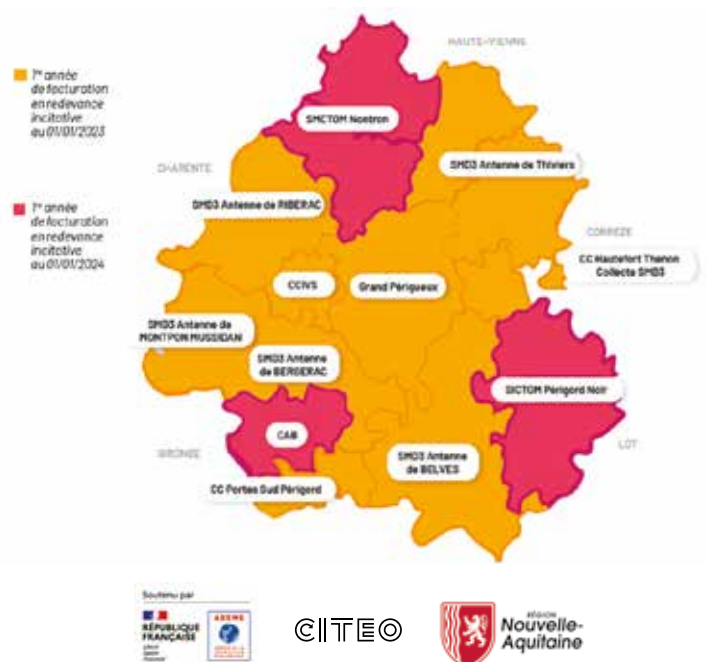 HAUTE-VIENNE
1re année
de facturation
en redevance
incitative
au 01/01/2023
SMCTOM Nontron
CHARENTE
SMD3 Antenne de Thiviers
1re année
de facturation
en redevance
incitative
au 01/01/2024
SMD3 Antenne de RIBERAC
CORREZE
CC Hautefort Thenon
Collecte SMD3
CCIVS
Grand Périgueux
SMD3 Antenne de
MONTPON MUSSIDAN
SMD3 Antenne
de BERGERAC
SICTOM Périgord Noir
CAB
GIRONDE
LOT
SMD3 Antenne
de BELVES
CC Portes Sud Périgord
Soutenu par
RÉPUBLIQUE
FRANÇAISE
ADEME
CITEO
RÉGION
Nouvelle-
Aquitaine